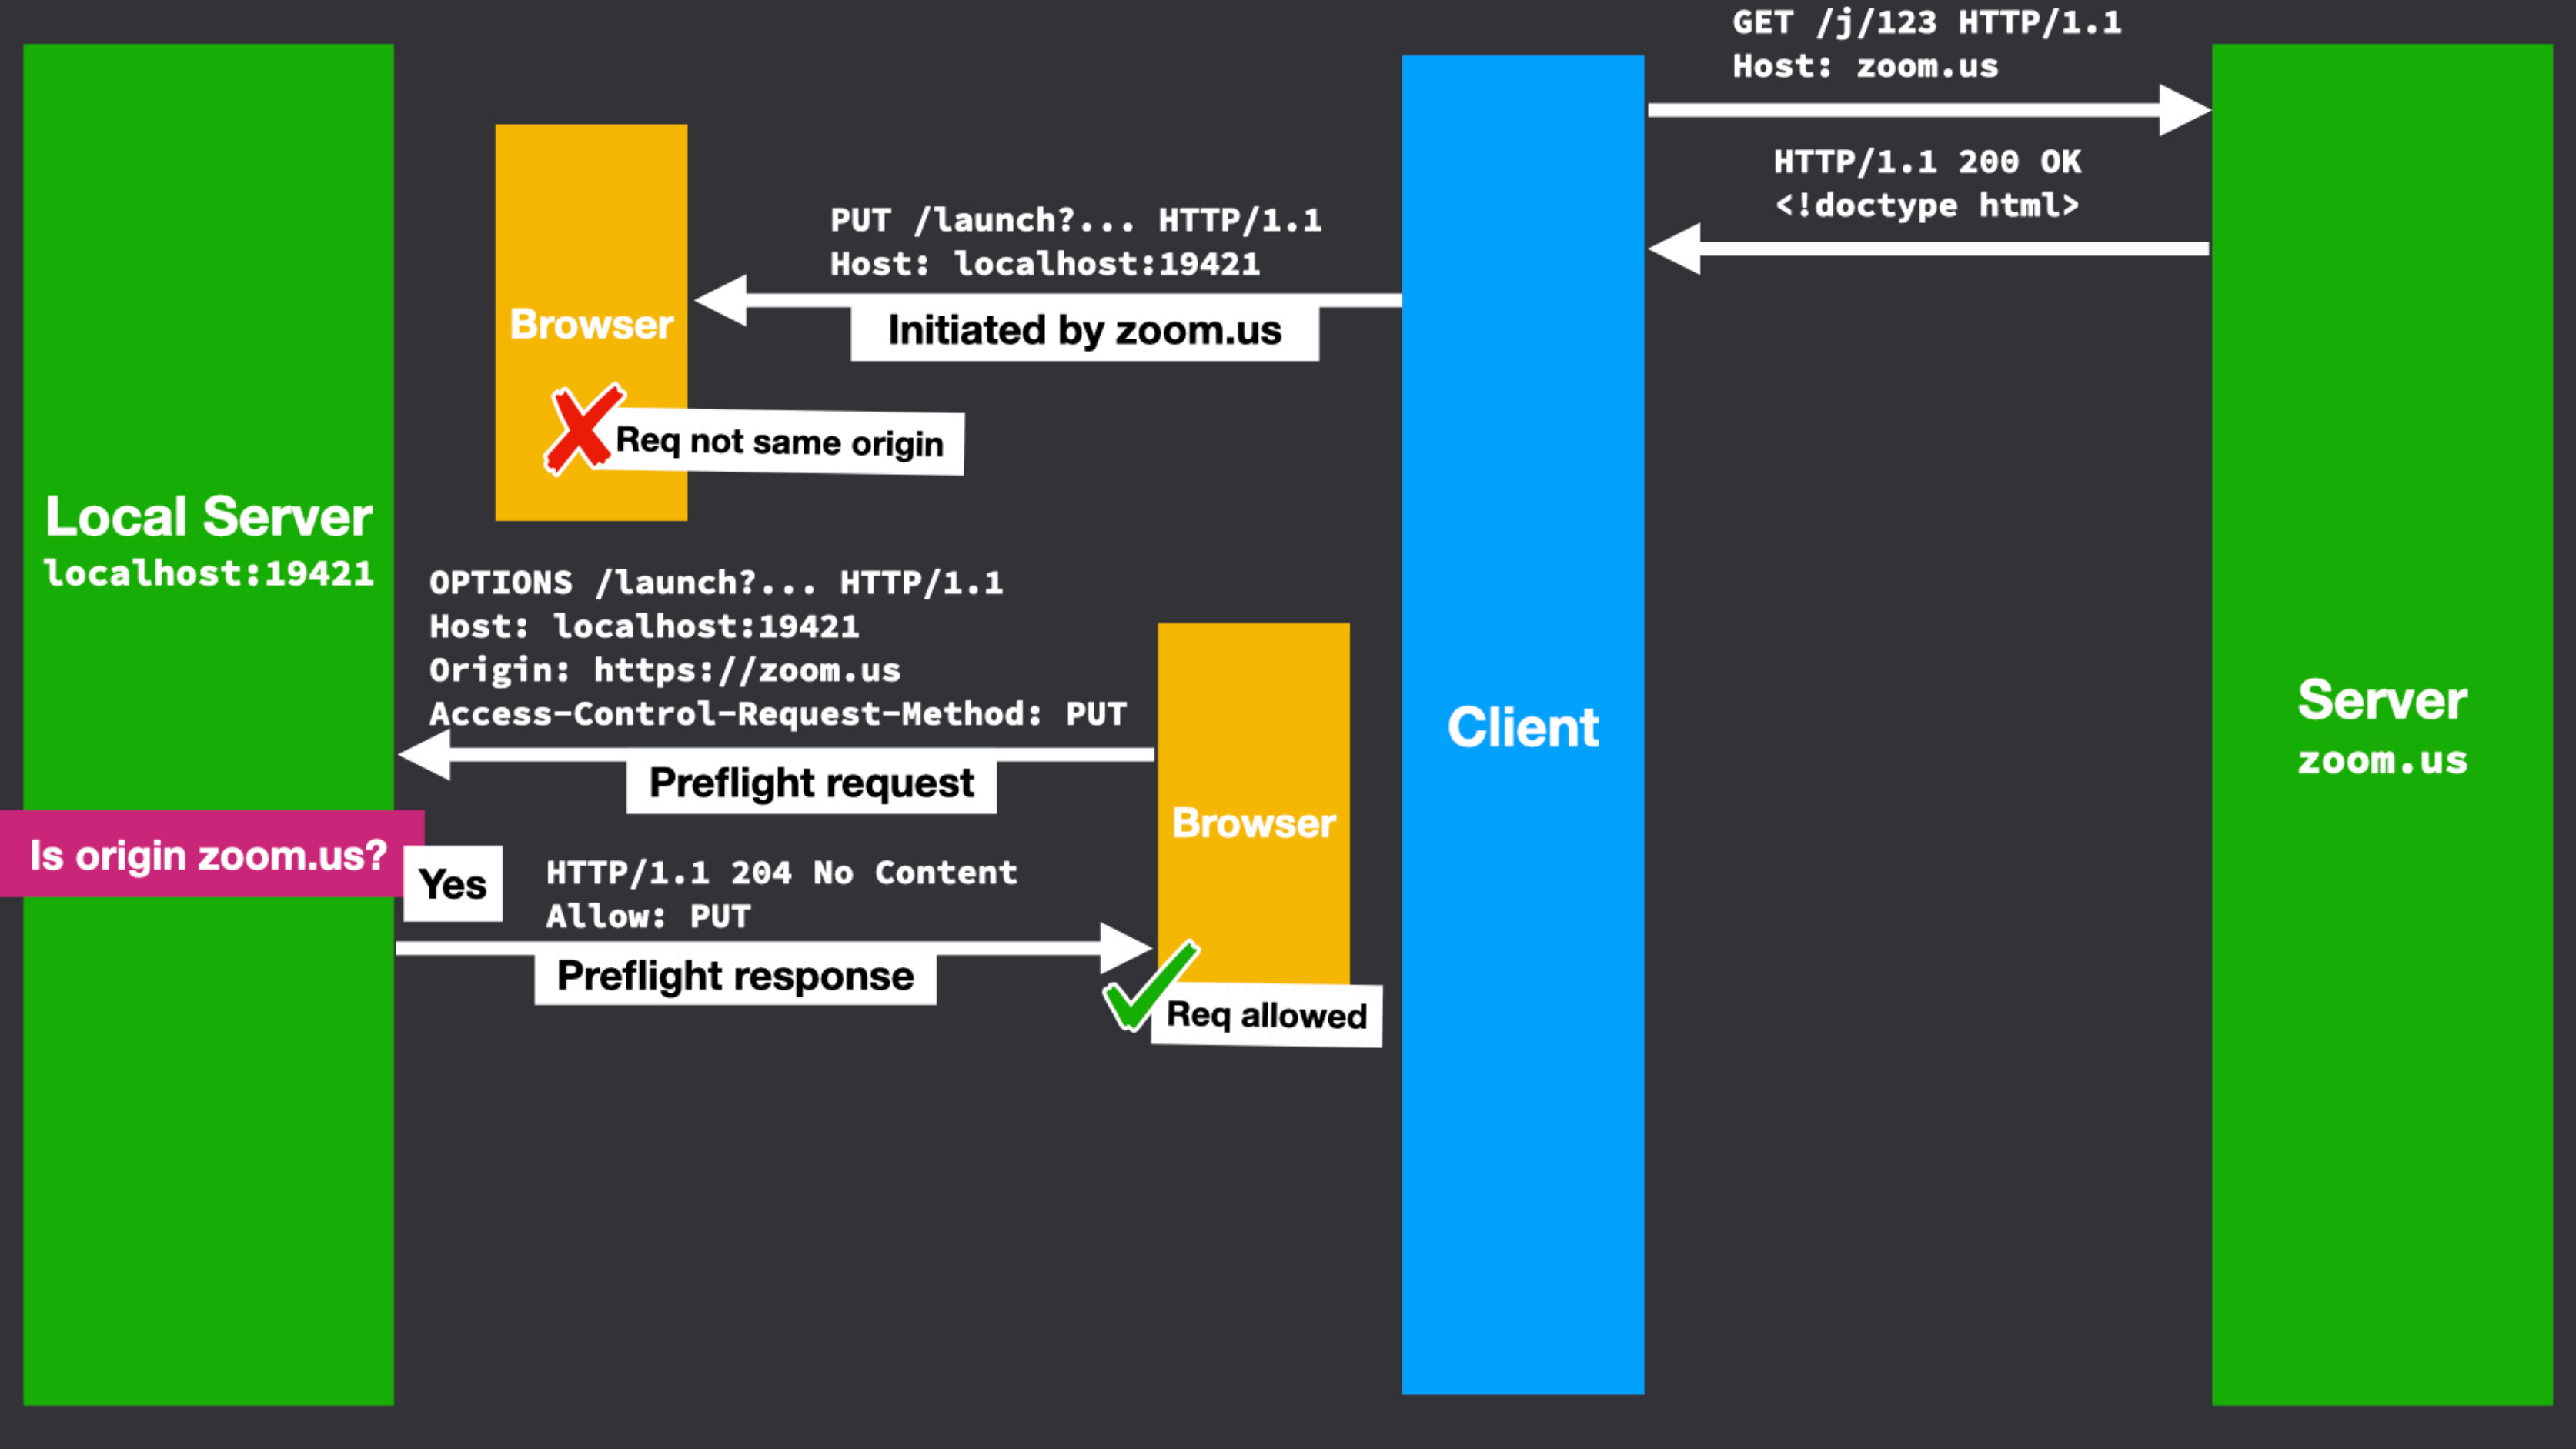 GET /j/123 HTTP/1.1
Host: zoom.us
HTTP/1.1 200 OK
<!doctype html>
PUT /launch?... HTTP/1.1
Host: localhost:19421
Initiated by zoom.us
Browser
Req not same origin
Local Server
localhost:19421
OPTIONS /launch?... HTTP/1.1
Host: localhost:19421
Origin: https://zoom.us
Access-Control-Request-Method: PUT
Preflight request
Browser
Client
Server
zoom.us
Is origin zoom.us?
Yes
HTTP/1.1 204 No Content
Allow: PUT
Preflight response
Req allowed